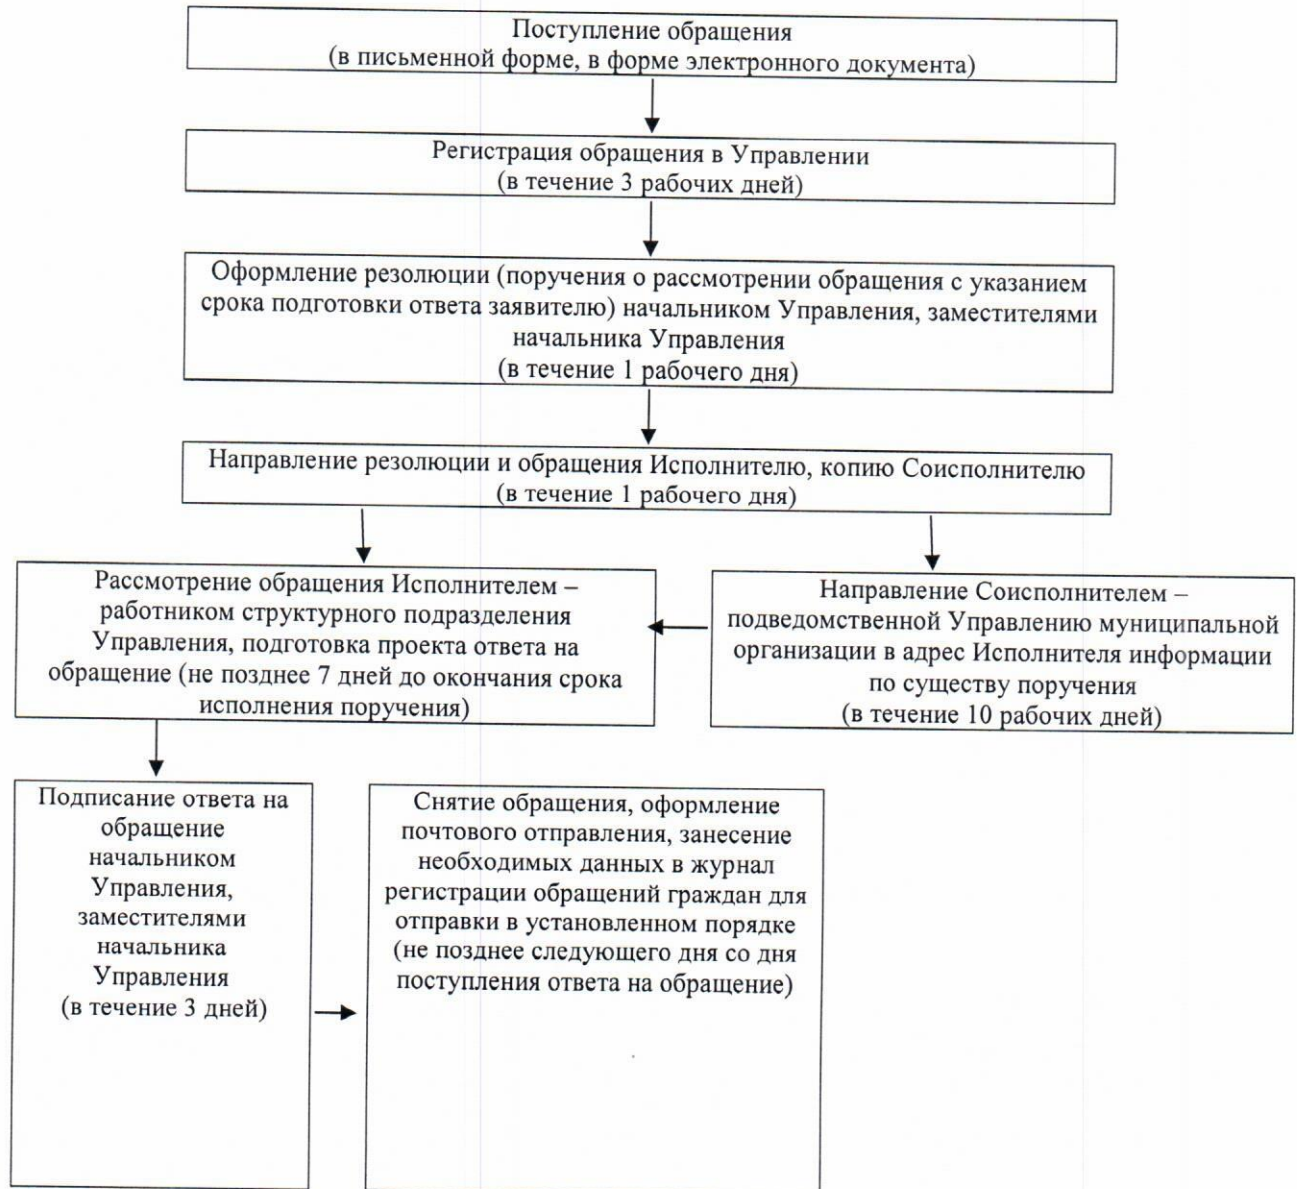 Поступление обращения
(в письменной форме, в форме электронного документа)
Регистрация обращения в Управлении
(в течение 3 рабочих дней)
Оформление резолюции (поручения о рассмотрении обращения с указанием
срока подготовки ответа заявителю) начальником Управления, заместителями
начальника Управления
(в течение 1 рабочего дня)
Направление резолюции и обращения Исполнителю, копию Соисполнителю
(в течение 1 рабочего дня)
Рассмотрение обращения Исполнителем –
работником структурного подразделения
Управления, подготовка проекта ответа на
обращение (не позднее 7 дней до окончания срока
исполнения поручения)
Направление Соисполнителем –
подведомственной Управлению муниципальной
организации в адрес Исполнителя информации
по существу поручения
(в течение 10 рабочих дней)
Подписание ответа на
обращение
начальником
Управления,
заместителями
начальника
Управления
(в течение 3 дней)
Снятие обращения, оформление
почтового отправления, занесение
необходимых данных в журнал
регистрации обращений граждан для
отправки в установленном порядке
(не позднее следующего дня со дня
поступления ответа на обращение)